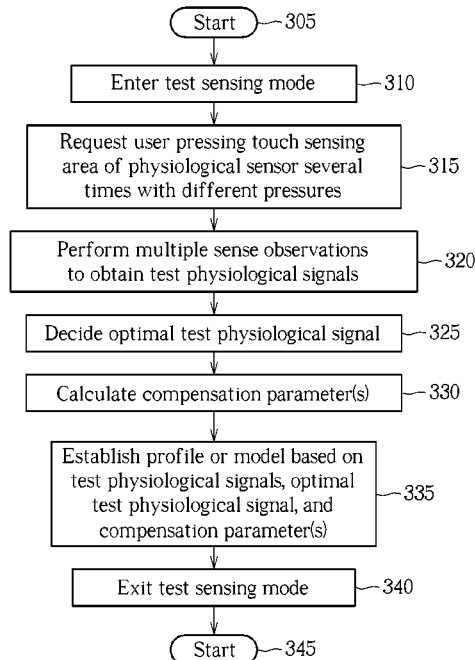 Start 305
Enter test sensing mode 310
Request user pressing touch sensing
area of physiological sensor several
times with different pressures
315
Perform multiple sense observations
to obtain test physiological signals
320
Decide optimal test physiological signal 325
Calculate compensation parameter(s) 330
Establish profile or model based on
test physiological signals, optimal
test physiological signal, and
compensation parameter(s)
335
Exit test sensing mode 340
Start 345